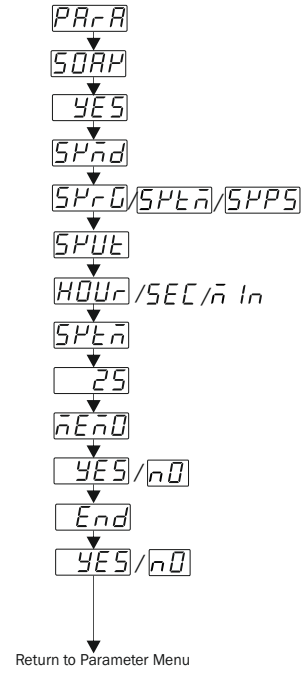 PArA
SOAK
YES
SKmd
SKrG/SKtm/SKPS
SKUt
HOUr /SEC/m In
SKtm
25
mEmO
YES/nO
End
YES/nO
Return to Parameter Menu